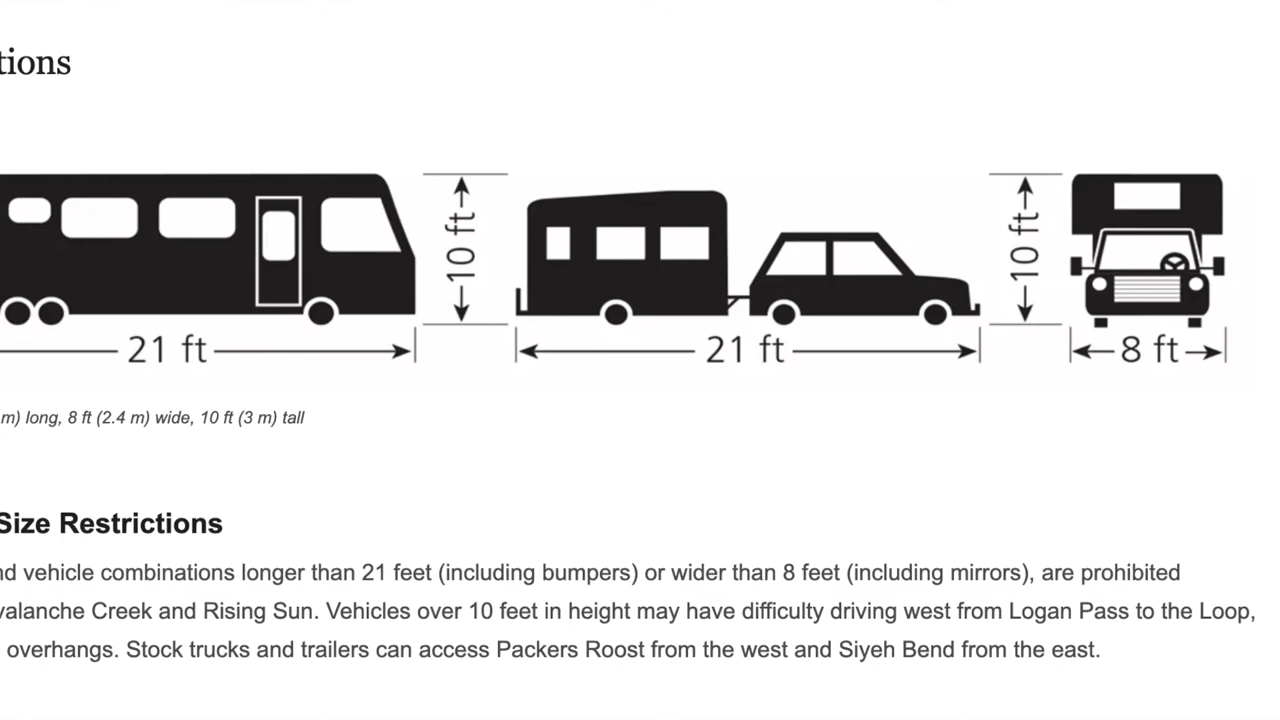 tions
10 ft
10 ft
21 ft
21 ft
8 ft
m) long, 8 ft (2.4 m) wide, 10 ft (3 m) tall
Size Restrictions
nd vehicle combinations longer than 21 feet (including bumpers) or wider than 8 feet (including mirrors), are prohibited
valanche Creek and Rising Sun. Vehicles over 10 feet in height may have difficulty driving west from Logan Pass to the Loop,
overhangs. Stock trucks and trailers can access Packers Roost from the west and Siyeh Bend from the east.